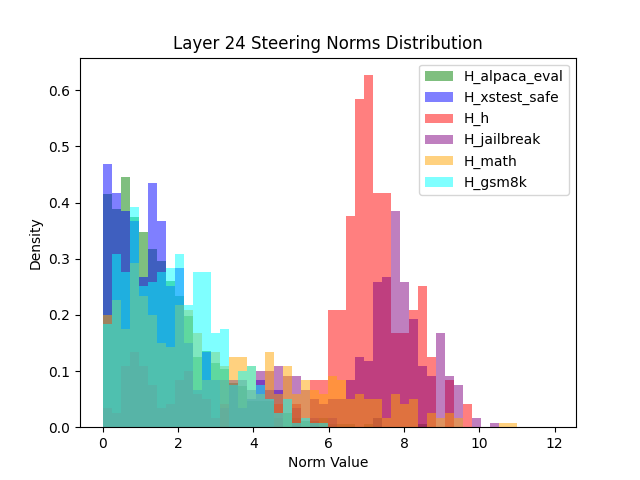 Layer 24 Steering Norms Distribution
H_alpaca_eval
H_xstest_safe
H_h
H_jailbreak
H_math
H_gsm8k
Density
0.6
0.5
0.4
0.3
0.2
0.1
0.0
0 2 4 6 8 10 12
Norm Value